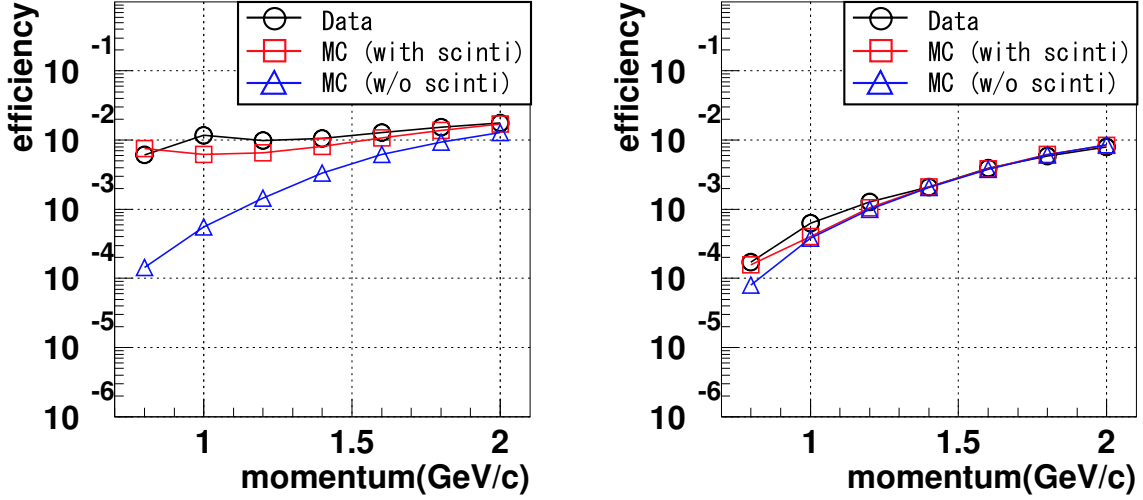 efficiency
Data
MC (with scinti)
MC (w/o scinti)
10 -1
10 -2
10 -3
10 -4
10 -5
10 -6
1 1.5 2
momentum(GeV/c)
efficiency
Data
MC (with scinti)
MC (w/o scinti)
10 -1
10 -2
10 -3
10 -4
10 -5
10 -6
1 1.5 2
momentum(GeV/c)